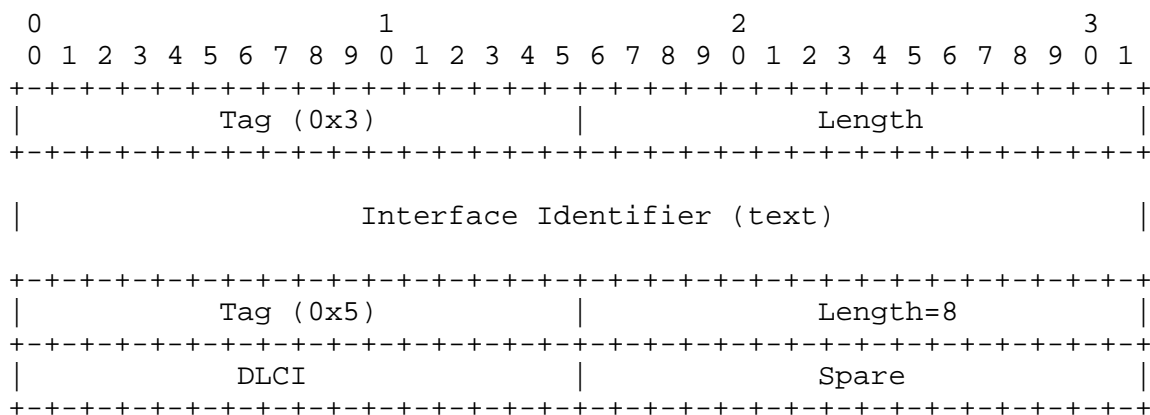 0                   1                   2                   3
 0 1 2 3 4 5 6 7 8 9 0 1 2 3 4 5 6 7 8 9 0 1 2 3 4 5 6 7 8 9 0 1
+-+-+-+-+-+-+-+-+-+-+-+-+-+-+-+-+-+-+-+-+-+-+-+-+-+-+-+-+-+-+-+-+
|           Tag (0x3)           |             Length            |
+-+-+-+-+-+-+-+-+-+-+-+-+-+-+-+-+-+-+-+-+-+-+-+-+-+-+-+-+-+-+-+-+
|                   Interface Identifier (text)                 |
+-+-+-+-+-+-+-+-+-+-+-+-+-+-+-+-+-+-+-+-+-+-+-+-+-+-+-+-+-+-+-+-+
|           Tag (0x5)           |             Length=8          |
+-+-+-+-+-+-+-+-+-+-+-+-+-+-+-+-+-+-+-+-+-+-+-+-+-+-+-+-+-+-+-+-+
|            DLCI               |             Spare             |
+-+-+-+-+-+-+-+-+-+-+-+-+-+-+-+-+-+-+-+-+-+-+-+-+-+-+-+-+-+-+-+-+